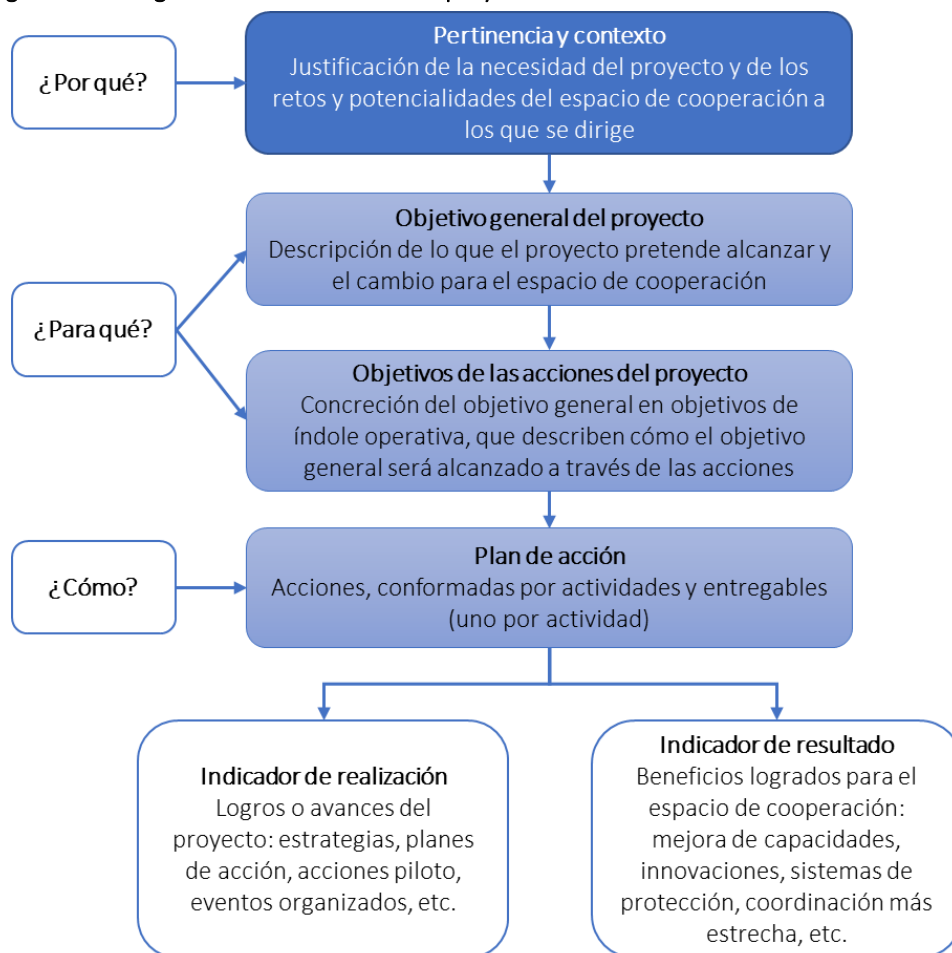 Pertinencia y contexto
¿Por qué?
Justificación de la necesidad del proyecto y de los
retos y potencialidades del espacio de cooperación a
los que se dirige
Objetivo general del proyecto
Descripción de lo que el proyecto pretende alcanzar y
el cambio para el espacio de cooperación
¿Para qué?
Objetivos de las acciones del proyecto
Concreción del objetivo general en objetivos de
índole operativa, que describen cómo el objetivo
general será alcanzado a través de las acciones
¿Cómo?
Plan de acción
Acciones, conformadas por actividades y entregables
(uno por actividad)
Indicador de realización
Logros o avances del
proyecto: estrategias, planes
de acción, acciones piloto,
eventos organizados, etc.
Indicador de resultado
Beneficios logrados para el
espacio de cooperación:
mejora de capacidades,
innovaciones, sistemas de
protección, coordinación más
estrecha, etc.